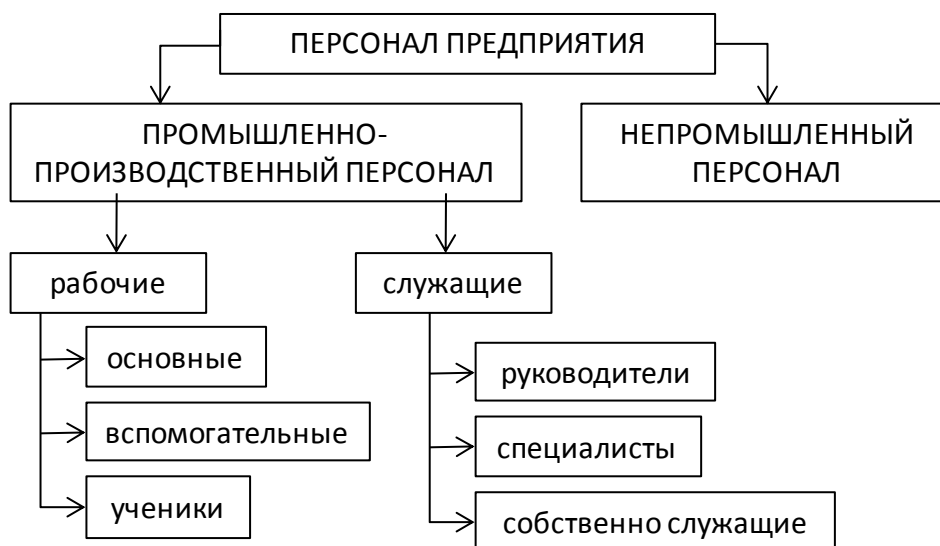 ПЕРСОНАЛ ПРЕДПРИЯТИЯ
ПРОМЫШЛЕННО-
ПРОИЗВОДСТВЕННЫЙ ПЕРСОНАЛ
НЕПРОМЫШЛЕННЫЙ
ПЕРСОНАЛ
рабочие
основные
вспомогательные
ученики
служащие
руководители
специалисты
собственно служащие